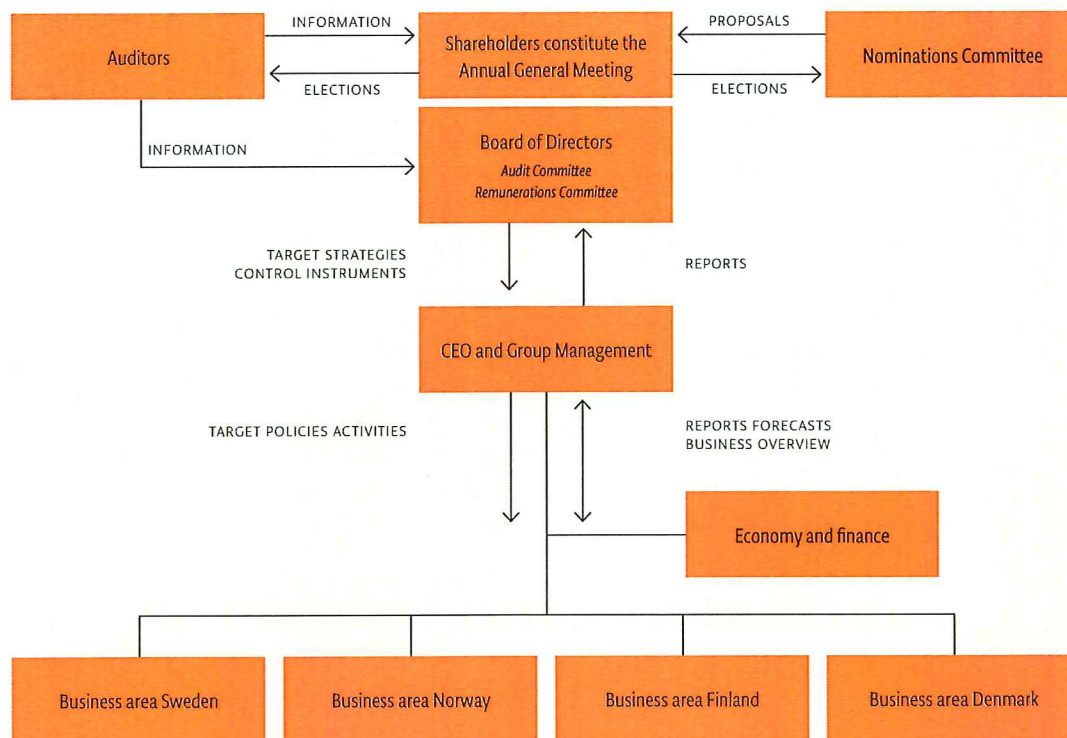 INFORMATION
PROPOSALS
Auditors
Shareholders constitute the
Annual General Meeting
Nominations Committee
ELECTIONS
ELECTIONS
INFORMATION
Board of Directors
Audit Committee
Remunerations Committee
TARGET STRATEGIES
CONTROL INSTRUMENTS
REPORTS
CEO and Group Management
TARGET POLICIES ACTIVITIES
REPORTS FORECASTS
BUSINESS OVERVIEW
Economy and finance
Business area Sweden
Business area Norway
Business area Finland
Business area Denmark